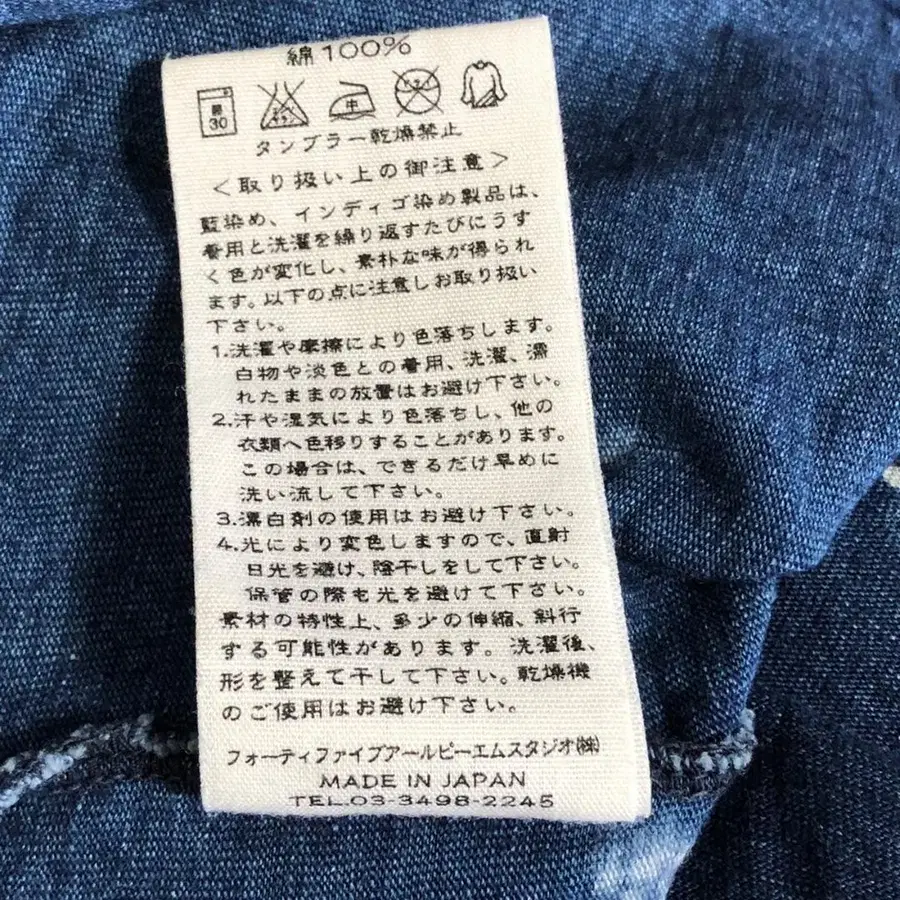 綿100%
弱
30
中
タンブラー乾燥禁止
＜取り扱い上の御注意＞
藍染め、インディゴ染め製品は、
着用と洗濯を繰り返すたびにうす
く色が変化し、素朴な味が得られ
ます。以下の点に注意しお取り扱い
下さい。
1.洗濯や摩擦により色落ちします。
白物や淡色との着用、洗濯、濡
れたままの放置はお避け下さい。
2.汗や湿気により色落ちし、他の
衣類へ色移りすることがあります。
この場合は、できるだけ早めに
洗い流して下さい。
3.漂白剤の使用はお避け下さい。
4.光により変色しますので、直射
日光を避け、陰干しをして下さい。
保管の際も光を避けて下さい。
素材の特性上、多少の伸縮、斜行
する可能性があります。洗濯後、
形を整えて干して下さい。乾燥機
のご使用はお避け下さい。
フォーティファイブアールピーエムスタジオ㈱
MADE IN JAPAN
TEL.03-3498-2245